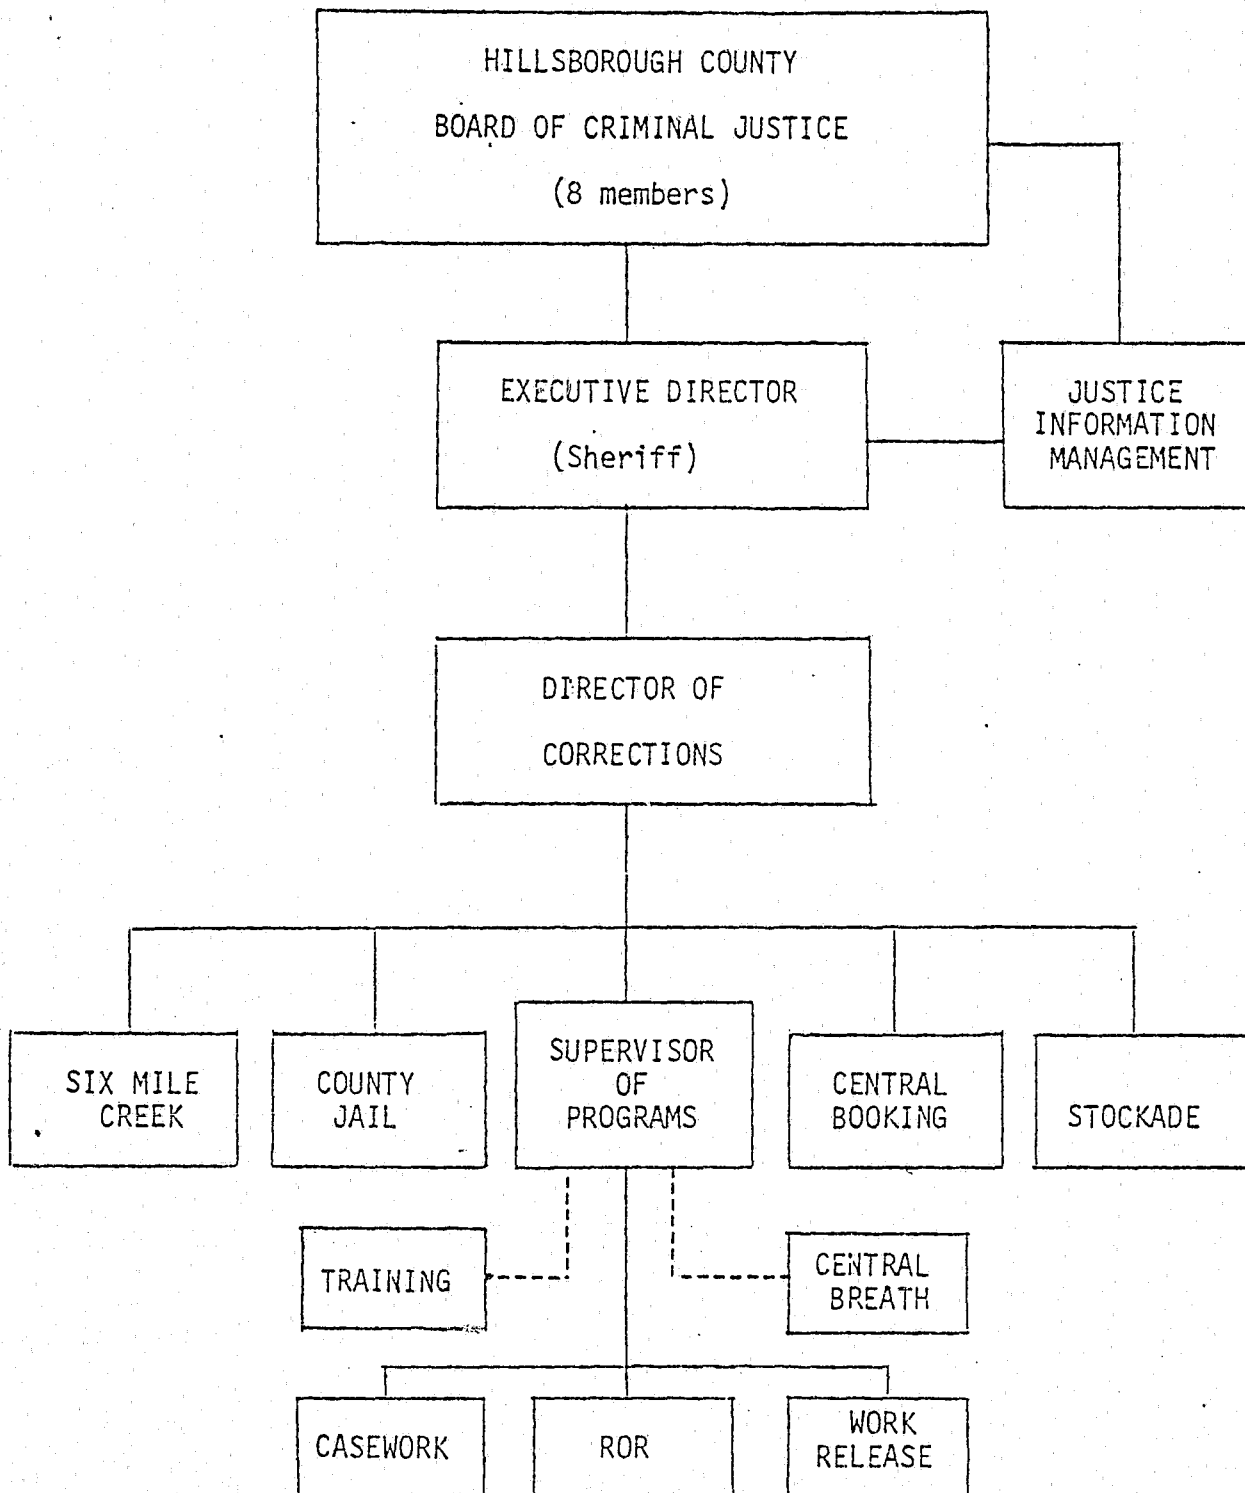 HILLSBOROUGH COUNTY
BOARD OF CRIMINAL JUSTICE
(8 members)
EXECUTIVE DIRECTOR
(Sheriff)
JUSTICE
INFORMATION
MANAGEMENT
DIRECTOR OF
CORRECTIONS
SIX MILE
CREEK
COUNTY
JAIL
SUPERVISOR
OF
PROGRAMS
CENTRAL
BOOKING
STOCKADE
TRAINING
CENTRAL
BREATH
CASEWORK
ROR
WORK
RELEASE